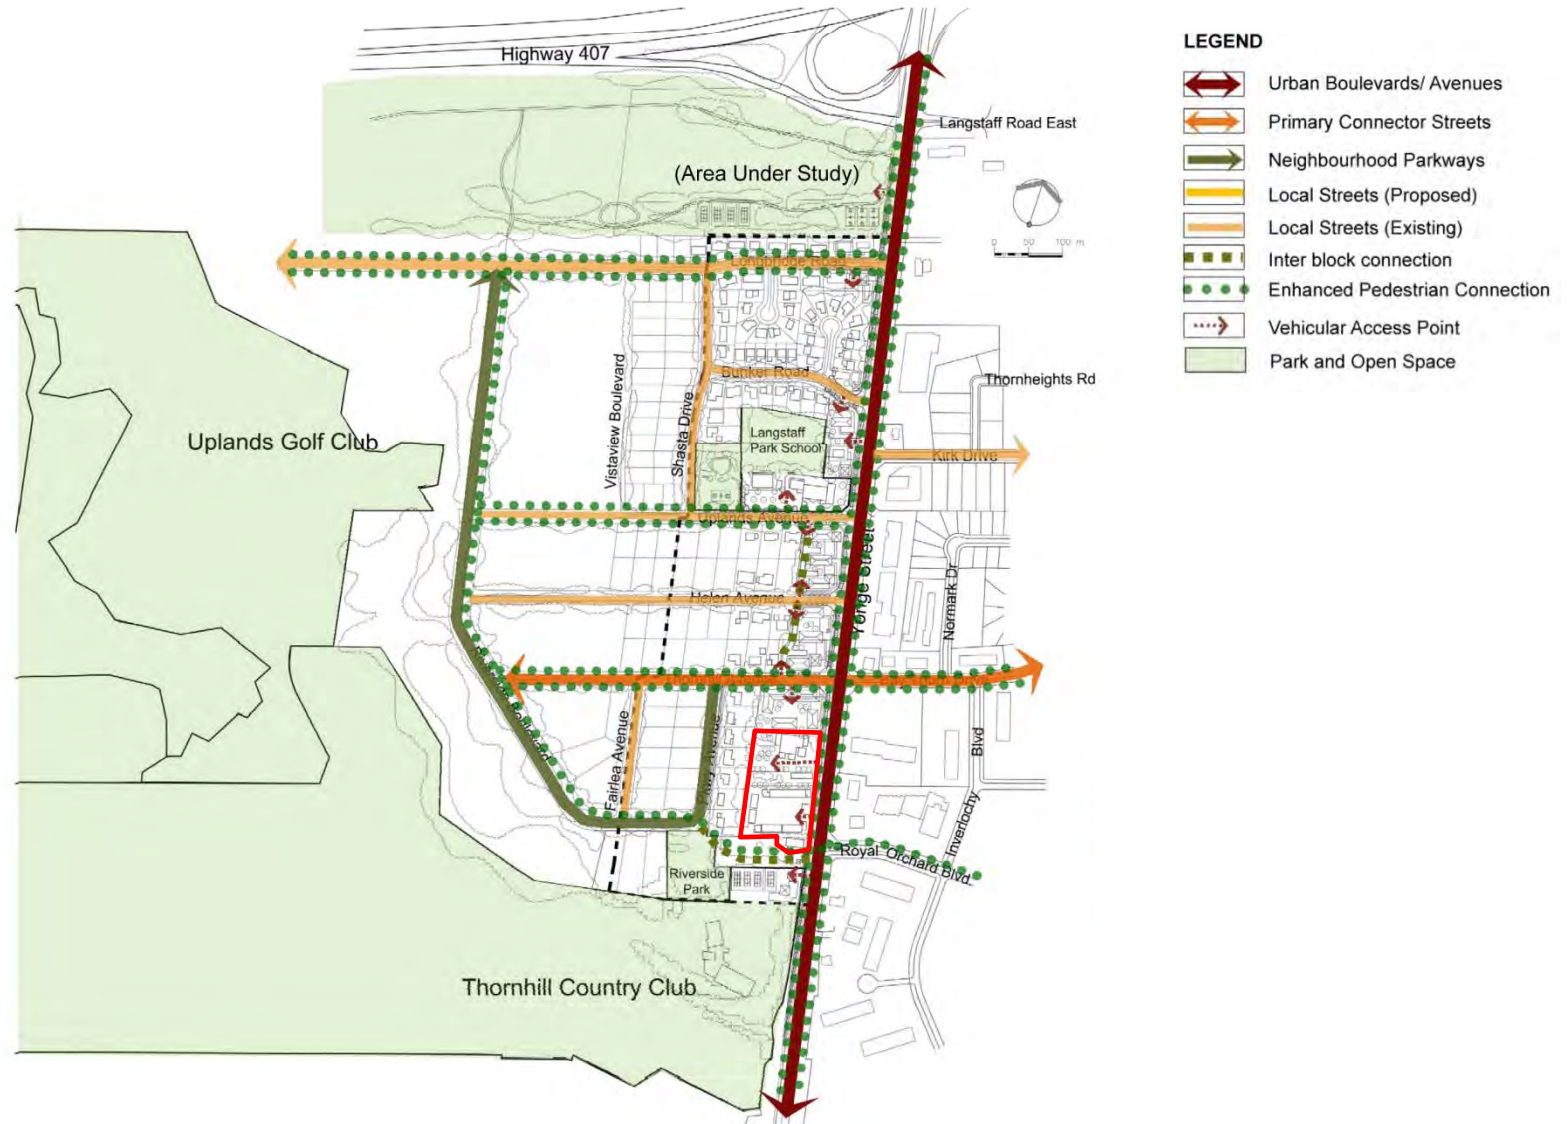 Highway 407
LEGEND
Urban Boulevards/ Avenues
Primary Connector Streets
Neighbourhood Parkways
Local Streets (Proposed)
Local Streets (Existing)
Inter block connection
Enhanced Pedestrian Connection
Vehicular Access Point
Park and Open Space
Langstaff Road East
(Area Under Study)
0 50 100 m.
Longbridge Road
Bunker Road
Thornheights Rd
Vistaview Boulevard
Shasta Drive
Langstaff
Park School
Uplands Golf Club
Kirk Drive
Uplands Avenue
Yonge Street
Helen Avenue
Normark Dr
Fairlea Avenue
Blvd
Inverlochy
Royal Orchard Blvd.
Riverside
Park
Thornhill Country Club